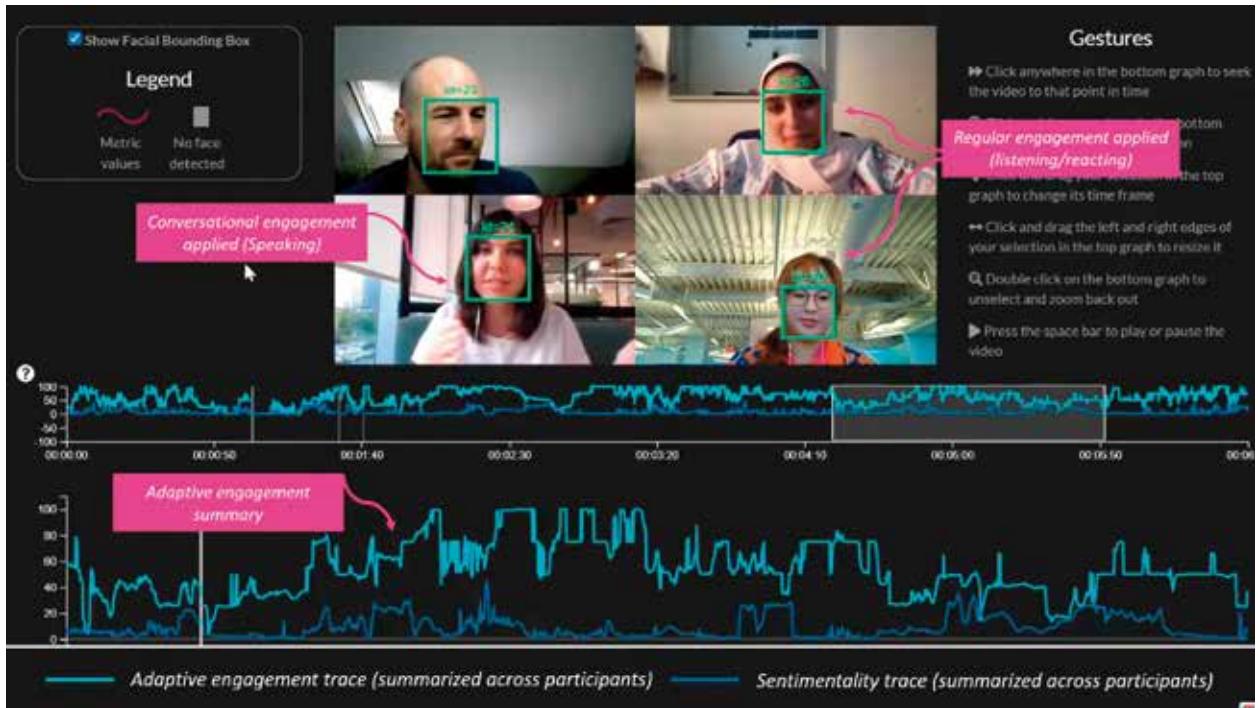 Show Facial Bounding Box
Legend
Metric
values
No face
detected
Gestures
Click anywhere in the bottom graph to seek
the video to that point in time
bottom
Regular engagement applied
(listening/reacting)
in the top
graph to change its time frame
Click and drag the left and right edges of
your selection in the top graph to resize it
Double click on the bottom graph to
unselect and zoom back out
Press the space bar to play or pause the
video
Conversational engagement
applied (Speaking)
?
100
50
0
-50
-100
00:00:00
00:00:50
00:01:40
00:02:30
00:03:20
00:04:10
00:05:00
00:05:50
Adaptive engagement
summary
100
80
60
40
20
0
Adaptive engagement trace (summarized across participants)
Sentimentality trace (summarized across participants)